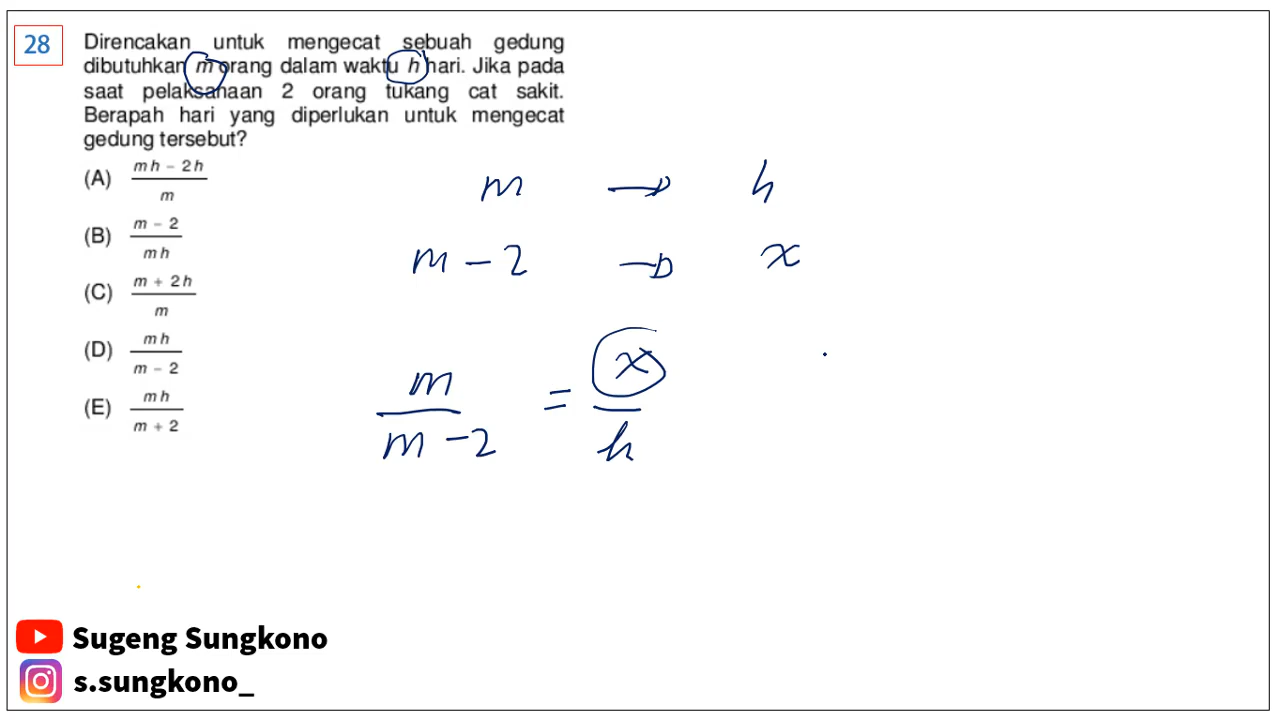 28
Direncakan untuk mengecat sebuah gedung
dibutuhkan m orang dalam waktu h hari. Jika pada
saat pelaksanaan 2 orang tukang cat sakit.
Berapah hari yang diperlukan untuk mengecat
gedung tersebut?
(A) mh - 2h / m
(B) m - 2 / mh
(C) m + 2h / m
(D) mh / m - 2
(E) mh / m + 2
m → h
m - 2 → x
m / m - 2 = x / h
Sugeng Sungkono
s.sungkono_